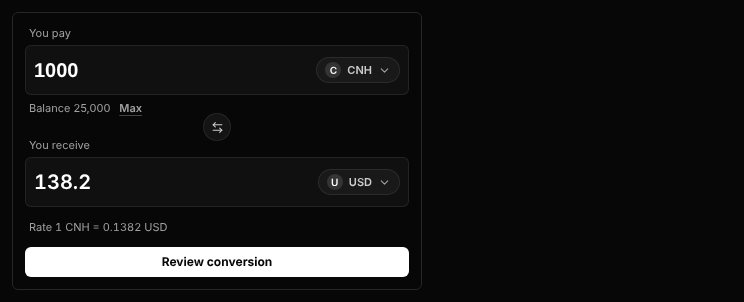 You pay
1000
C CNH
Balance 25,000 Max
You receive
138.2
U USD
Rate 1 CNH = 0.1382 USD
Review conversion